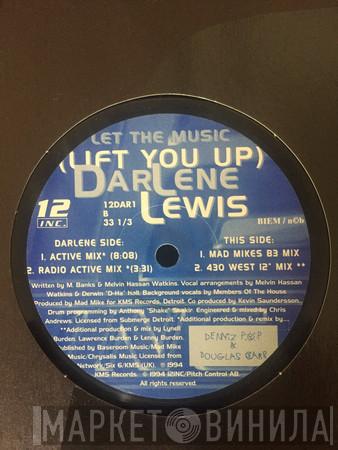 LET THE MUSIC
(LIFT YOU UP)
DARLENE
LEWIS
12
INC.
12DAR1
B
33 1/3
BIEM / n©b
DARLENE SIDE:
1. ACTIVE MIX* (8:08)
2. RADIO ACTIVE MIX *(3:31)
THIS SIDE:
1. MAD MIKES B3 MIX
2. 430 WEST 12" MIX **
Written by M. Banks & Melvin Hassan Watkins. Vocal arrangements by Melvin Hassan
Watkins & Derwin 'D-Ha' hall. Background vocals by Members Of The House
Produced by Mad Mike for KMS Records, Detroit. Co produced by Kevin Saundersson.
Drum programming by Anthony "Shake" Shakir. Engineered & mixed by Chris
Andrews. Licensed from Submerge Detroit. *Additional production & remix by...
**Additional production & mix by Lynell
Burden, Lawrence Burden & Lenny Burden.
Published by Baseroom Music/Mad Mike
Music/Chrysalis Music Licensed from
Network/Six 6/KMS (UK). ℗ 1994
KMS Records. © 1994 12INC/Pitch Control AB.
All rights reserved.
DENNIZ POP
&
DOUGLAS CARR
МАРКЕТ ВИНИЛА